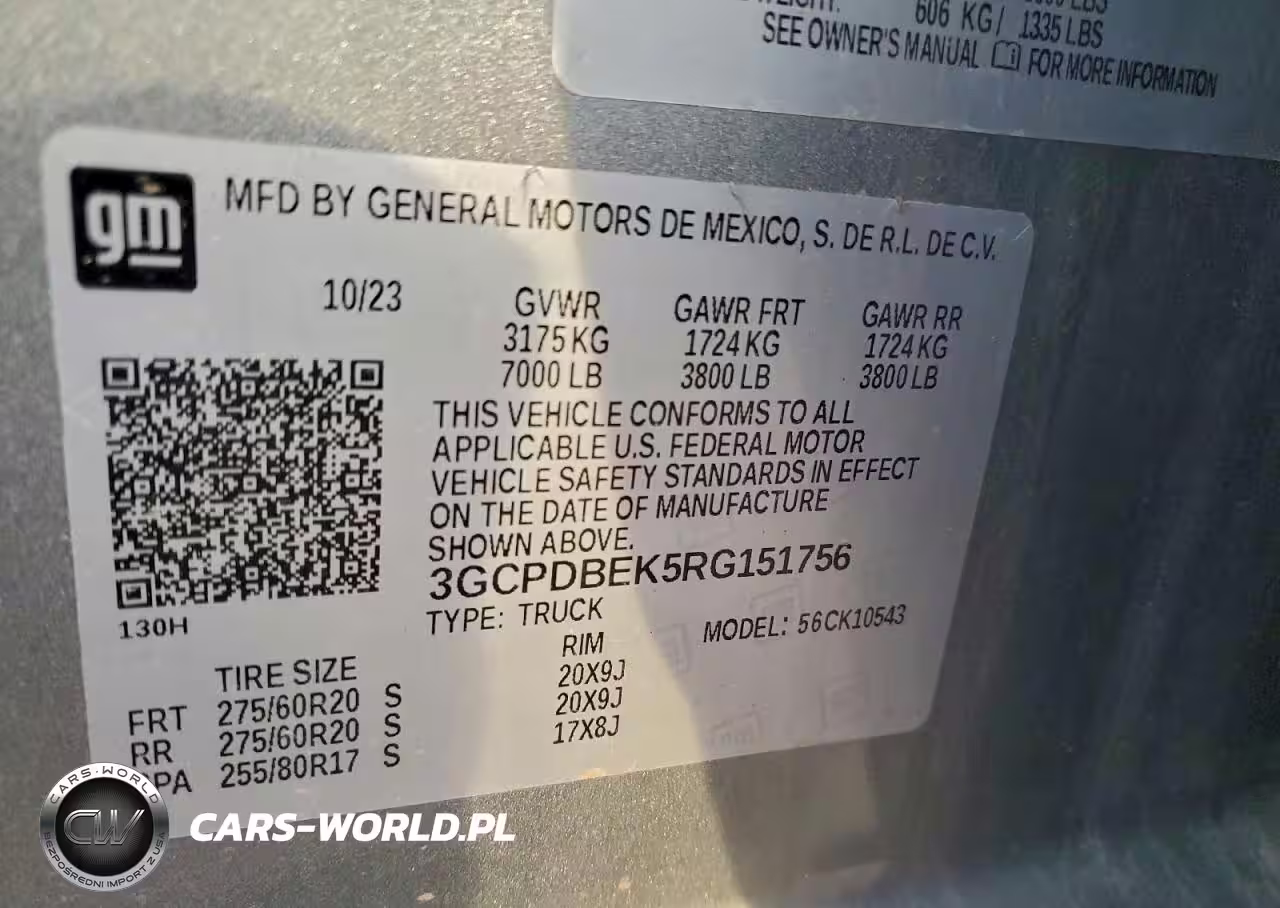 606 KG/ 1335 LBS
SEE OWNER'S MANUAL FOR MORE INFORMATION
gm
MFD BY GENERAL MOTORS DE MEXICO, S. DE R.L. DE C.V.
10/23 GVWR GAWR FRT GAWR RR
3175 KG 1724 KG 1724 KG
7000 LB 3800 LB 3800 LB
THIS VEHICLE CONFORMS TO ALL
APPLICABLE U.S. FEDERAL MOTOR
VEHICLE SAFETY STANDARDS IN EFFECT
ON THE DATE OF MANUFACTURE
SHOWN ABOVE.
3GCPDBEK5RG151756
130H
TYPE: TRUCK MODEL: 56CK10543
TIRE SIZE RIM
FRT 275/60R20 S 20X9J
RR 275/60R20 S 20X9J
255/80R17 S 17X8J
CARS-WORLD
CW
BEZPOŚREDNI IMPORT Z USA
CARS-WORLD.PL